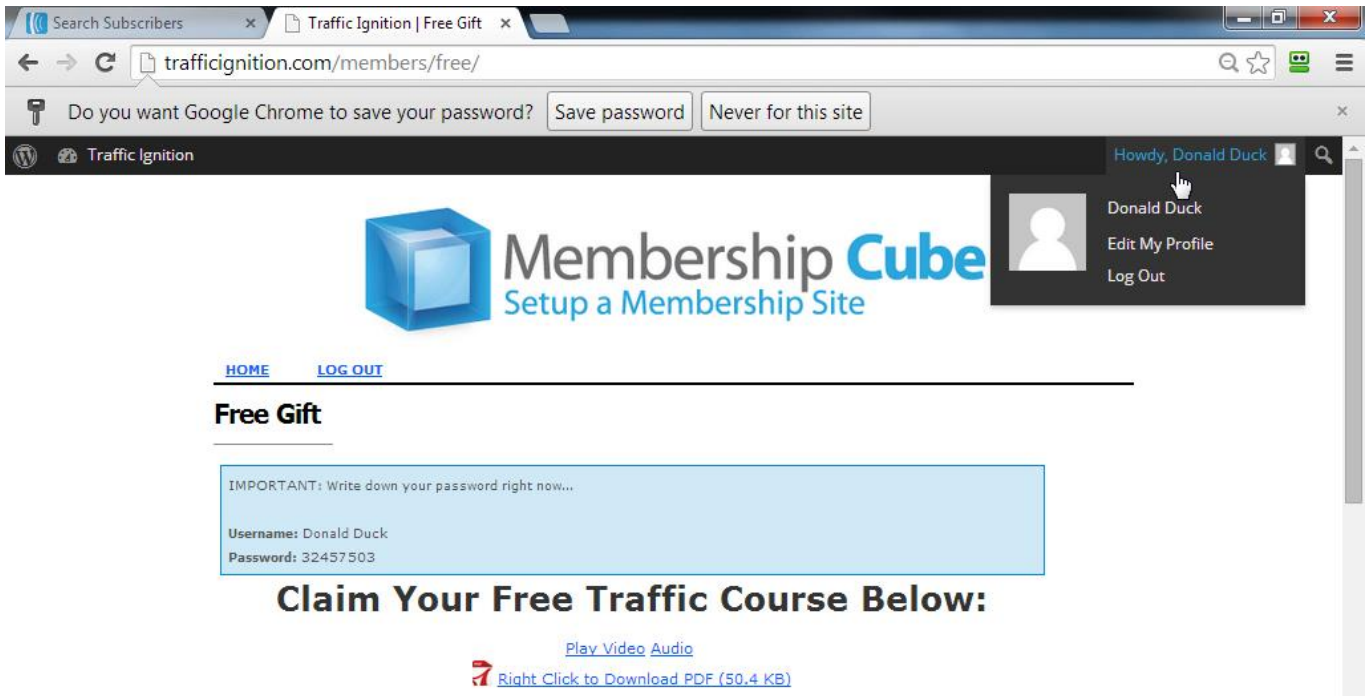 Search Subscribers
Traffic Ignition | Free Gift
trafficignition.com/members/free/
Do you want Google Chrome to save your password? Save password Never for this site
Traffic Ignition
Howdy, Donald Duck
Donald Duck
Edit My Profile
Log Out
Membership Cube
Setup a Membership Site
HOME LOG OUT
Free Gift
IMPORTANT: Write down your password right now...
Username: Donald Duck
Password: 32457503
Claim Your Free Traffic Course Below:
Play Video Audio
Right Click to Download PDF (50.4 KB)